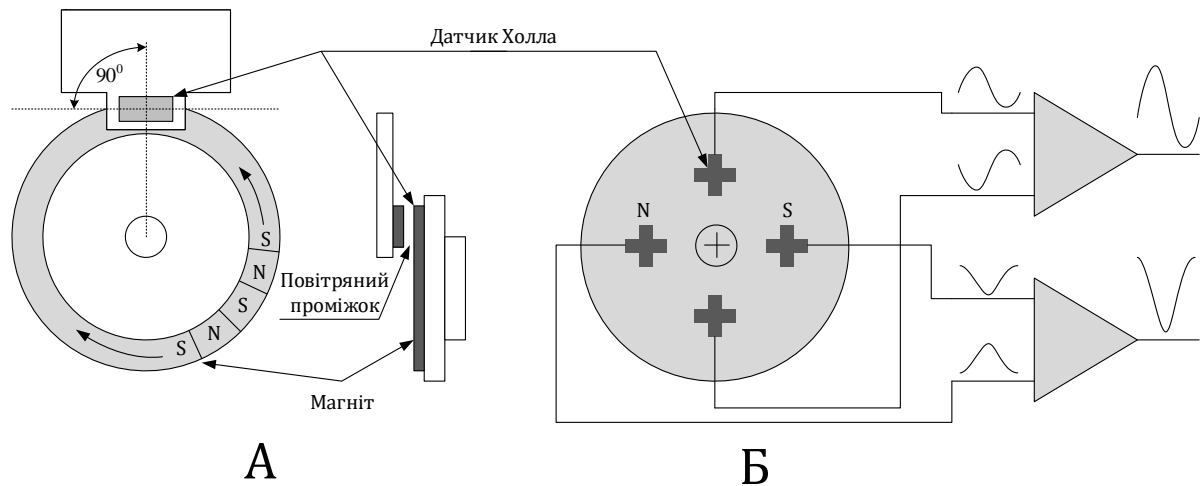 Датчик Холла
90⁰
N
S
S
N
S
N
S
Повітряний
проміжок
Магніт
А
Б